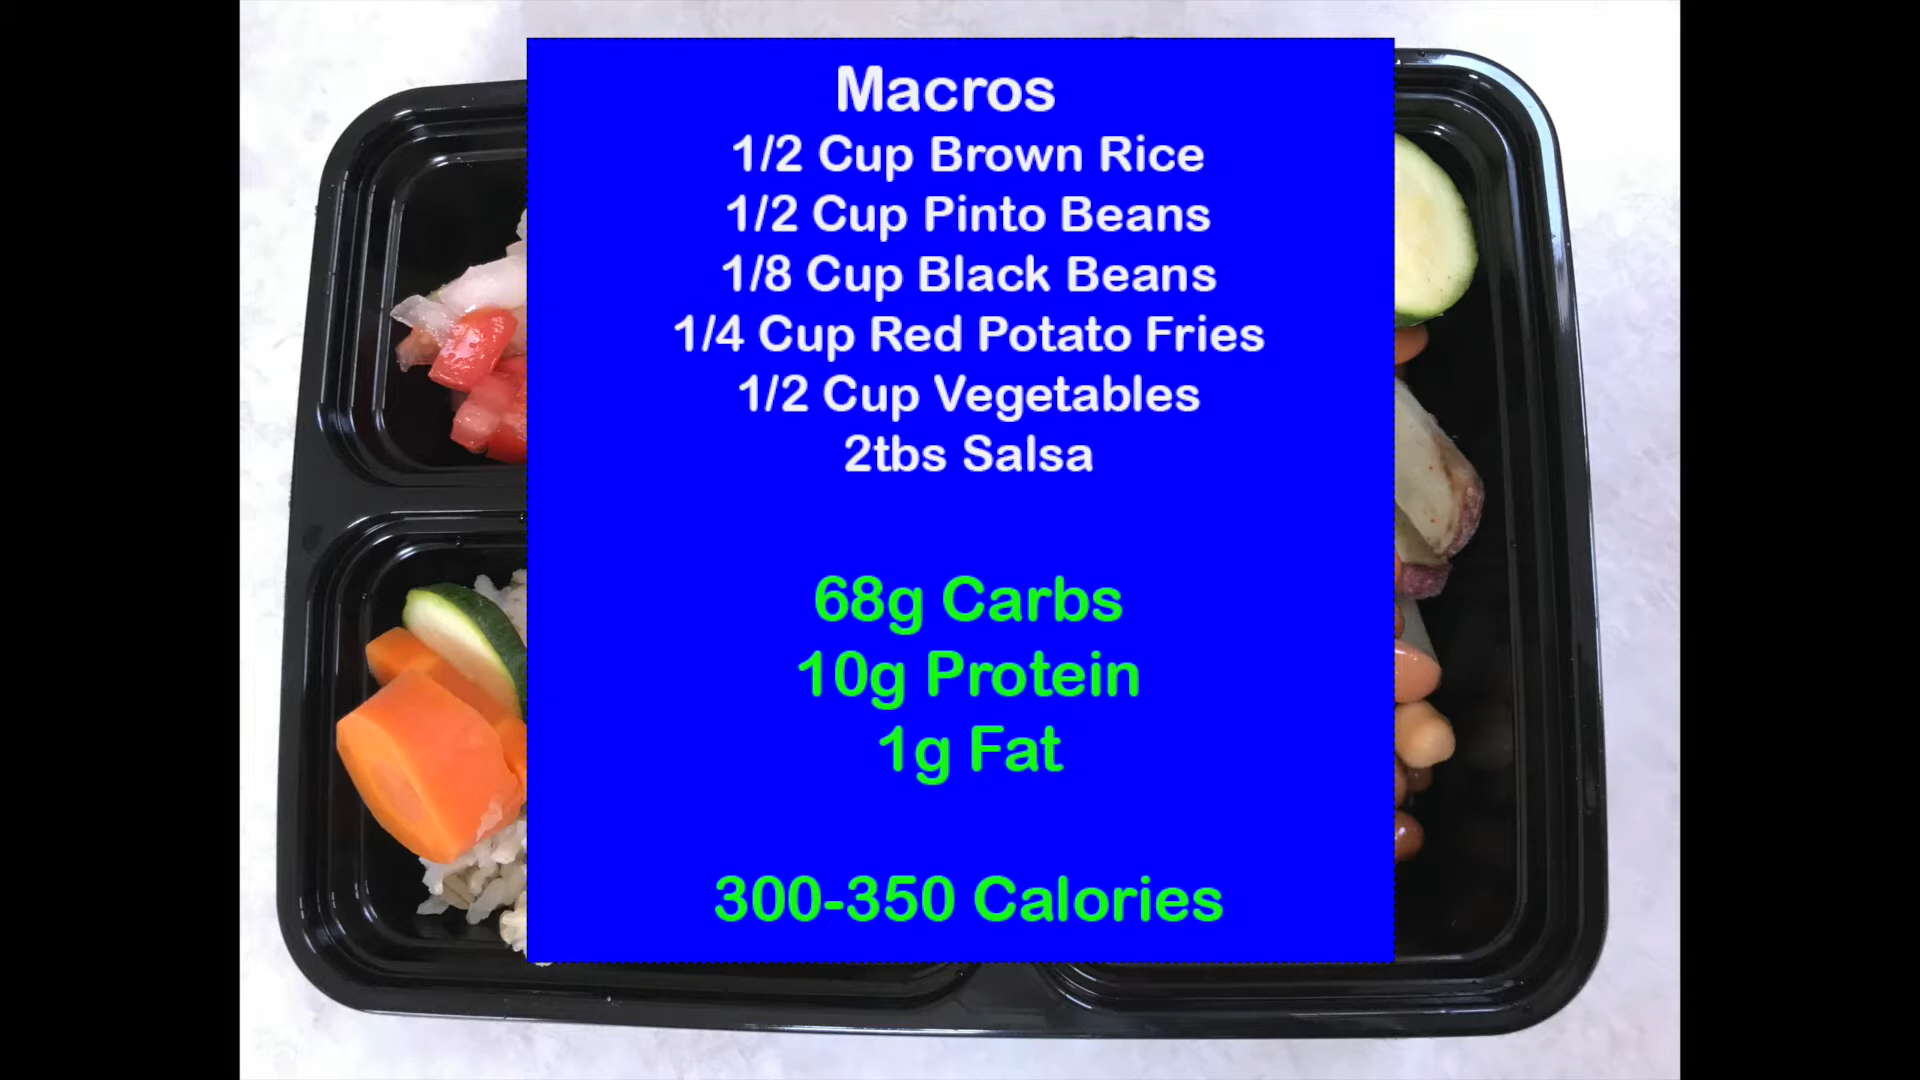 Macros
1/2 Cup Brown Rice
1/2 Cup Pinto Beans
1/8 Cup Black Beans
1/4 Cup Red Potato Fries
1/2 Cup Vegetables
2tbs Salsa
68g Carbs
10g Protein
1g Fat
300-350 Calories